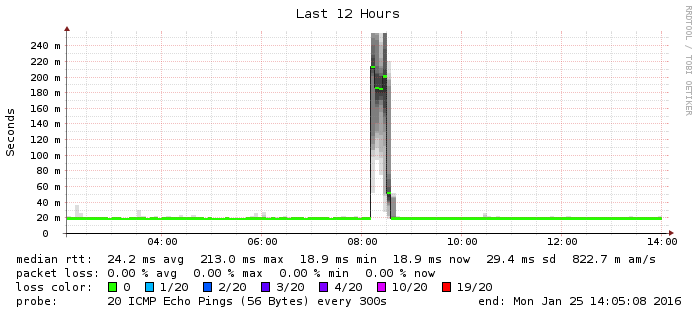 Last 12 Hours
RRDTOOL / TOBI OETIKER
Seconds
240 m
220 m
200 m
180 m
160 m
140 m
120 m
100 m
80 m
60 m
40 m
20 m
0
04:00 06:00 08:00 10:00 12:00 14:00
median rtt: 24.2 ms avg 213.0 ms max 18.9 ms min 18.9 ms now 29.4 ms sd 822.7 m am/s
packet loss: 0.00 % avg 0.00 % max 0.00 % min 0.00 % now
loss color: 0 1/20 2/20 3/20 4/20 10/20 19/20
probe: 20 ICMP Echo Pings (56 Bytes) every 300s end: Mon Jan 25 14:05:08 2016